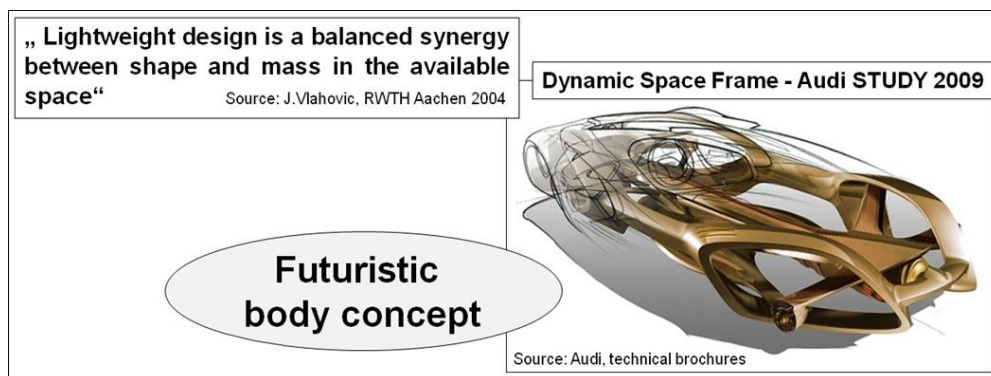 „ Lightweight design is a balanced synergy
between shape and mass in the available
space“ Source: J.Vlahovic, RWTH Aachen 2004
Dynamic Space Frame - Audi STUDY 2009
Futuristic
body concept
Source: Audi, technical brochures